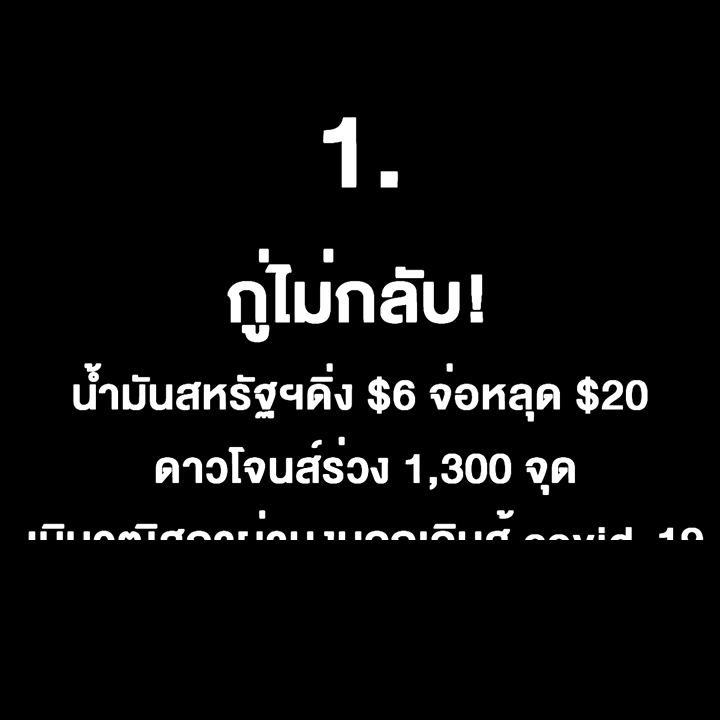 1.
กู่ไม่กลับ!
น้ำมันสหรัฐฯดิ่ง $6 จ่อหลุด $20
ดาวโจนส์ร่วง 1,300 จุด
covid-19